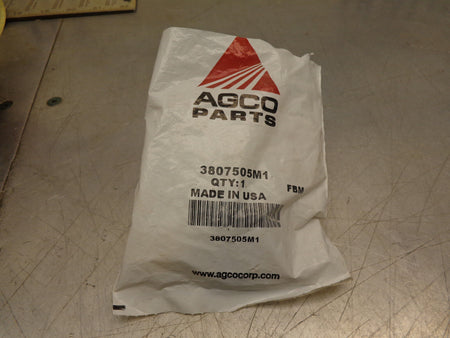 AGCO
PARTS
3807505M1
QTY:1
FBM
MADE IN USA
3807505M1
www.agcocorp.com